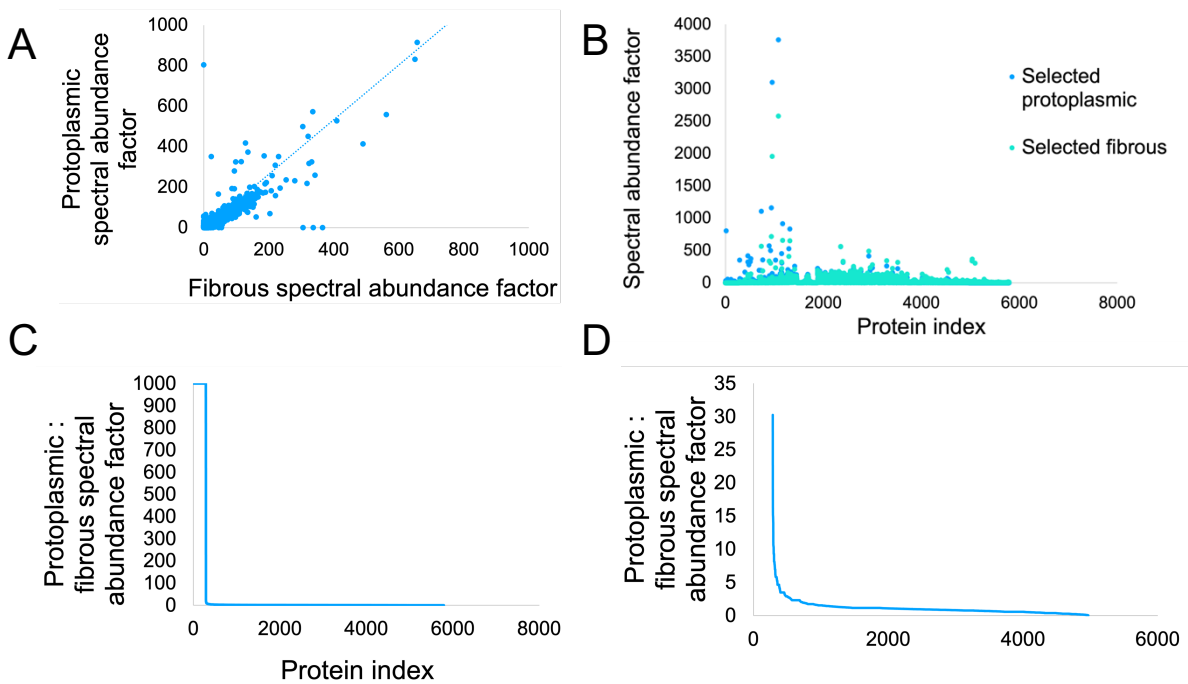 A
Protoplasmic
spectral abundance
factor
1000
800
600
400
200
0
0
200
400
600
800
1000
Fibrous spectral abundance factor
B
Spectral abundance factor
4000
3500
3000
2500
2000
1500
1000
500
0
0
2000
4000
6000
8000
Protein index
Selected
protoplasmic
Selected fibrous
C
Protoplasmic :
fibrous spectral
abundance factor
1000
900
800
700
600
500
400
300
200
100
0
0
2000
4000
6000
8000
Protein index
D
Protoplasmic :
fibrous spectral
abundance factor
35
30
25
20
15
10
5
0
0
2000
4000
6000